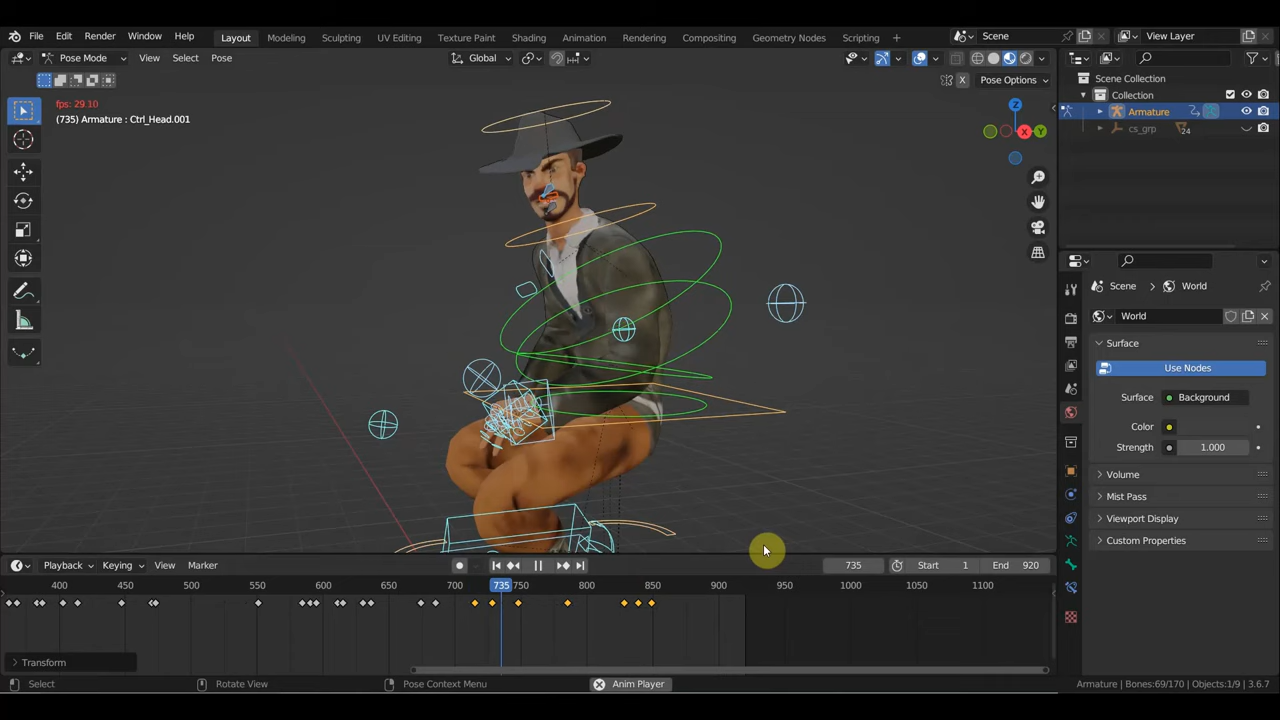 File Edit Render Window Help Layout Modeling Sculpting UV Editing Texture Paint Shading Animation Rendering Compositing Geometry Nodes Scripting + Scene View Layer
Pose Mode View Select Pose Global
X Pose Options
fps: 29.10
(735) Armature : Ctrl_Head.001
Z
X Y
Scene Collection
Collection
Armature
cs_grp 24
Scene > World
World
Surface
Use Nodes
Surface Background
Color
Strength 1.000
Volume
Mist Pass
Viewport Display
Custom Properties
Playback Keying View Marker 735 Start 1 End 920
400 450 500 550 600 650 700 735 750 800 850 900 950 1000 1050 1100
Transform
Select Rotate View Pose Context Menu Anim Player Armature | Bones:69/170 | Objects:1/9 | 3.6.7